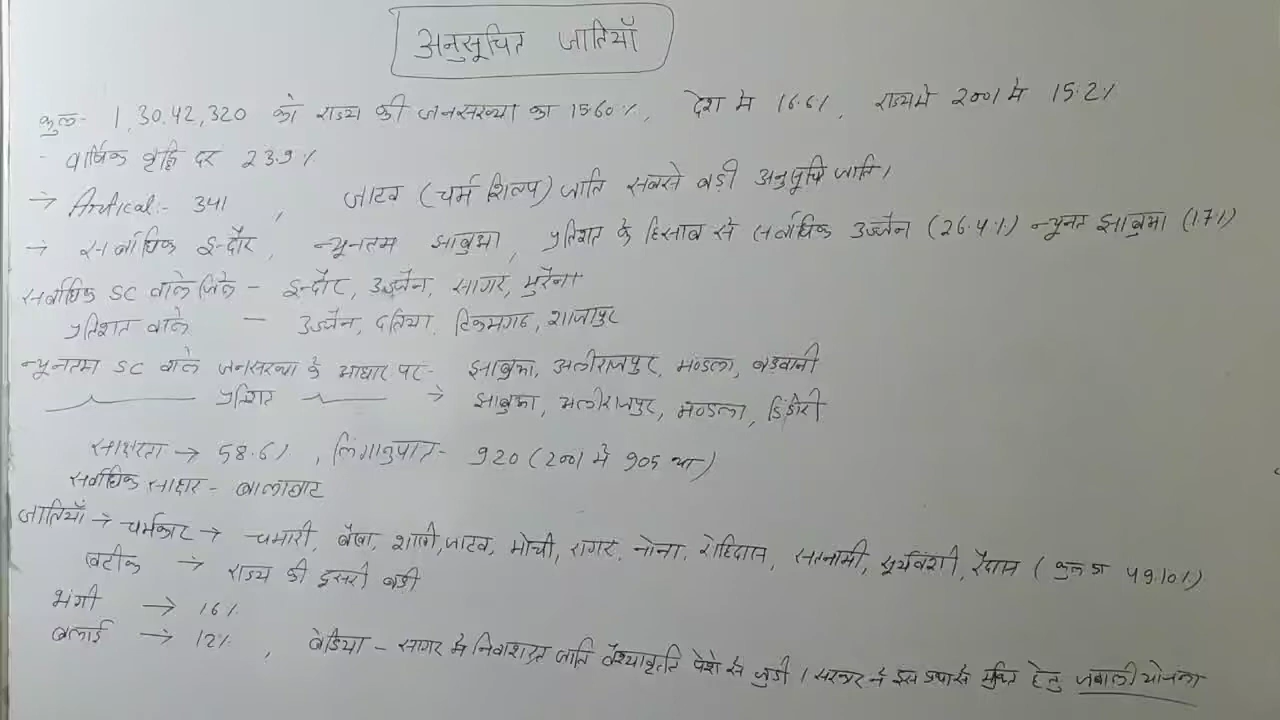 अनुसूचित जातियाँ
कुल- 1,30,42,320 को राज्य की जनसंख्या का 15.60%, देश मे 16.6%, राज्य मे 2001 मे 15.2%
- वार्षिक वृद्धि दर 23.9%
→ Artical:- 341, जाटव (चर्म शिल्प) जाति सबसे बड़ी अनुसूचि जाति।
→ सर्वाधिक इन्दौर, न्यूनतम झाबुआ, प्रतिशत के हिसाब से सर्वाधिक उज्जैन (26.4%) न्यूनत झाबुआ (1.7%)
सर्वाधिक SC वाले जिले - इन्दौर, उज्जैन, सागर, मुरैना
प्रतिशत वाले - उज्जैन, दतिया, टिकमगढ, शाजापुर
न्यूनतम SC वाले जनसंख्या के आधार पर- झाबुआ, अलीराजपुर, मण्डला, बड़वानी
प्रतिशत → झाबुआ, अलीराजपुर, मण्डला, डिंडोरी
साक्षरता → 58.6%, लिंगानुपात- 920 (2001 मे 905 था)
सर्वाधिक साक्षर - बालाघाट
जातियाँ → चर्मकार → चमारी, बैरवा, जाटव, मोची, रागर, नोना, रोहिदास, सतनामी, सूर्यवंशी, रैदास (कुल का 49.10%)
खटीक → राज्य की दूसरी बड़ी
भंगी → 16%
बलाई → 12%, बेडिया - सागर मे निवासरत जाति वैश्यावृत्ति पेशे से जुडी। सरकार ने इस प्रथा से मुक्ति हेतु जबाली योजना